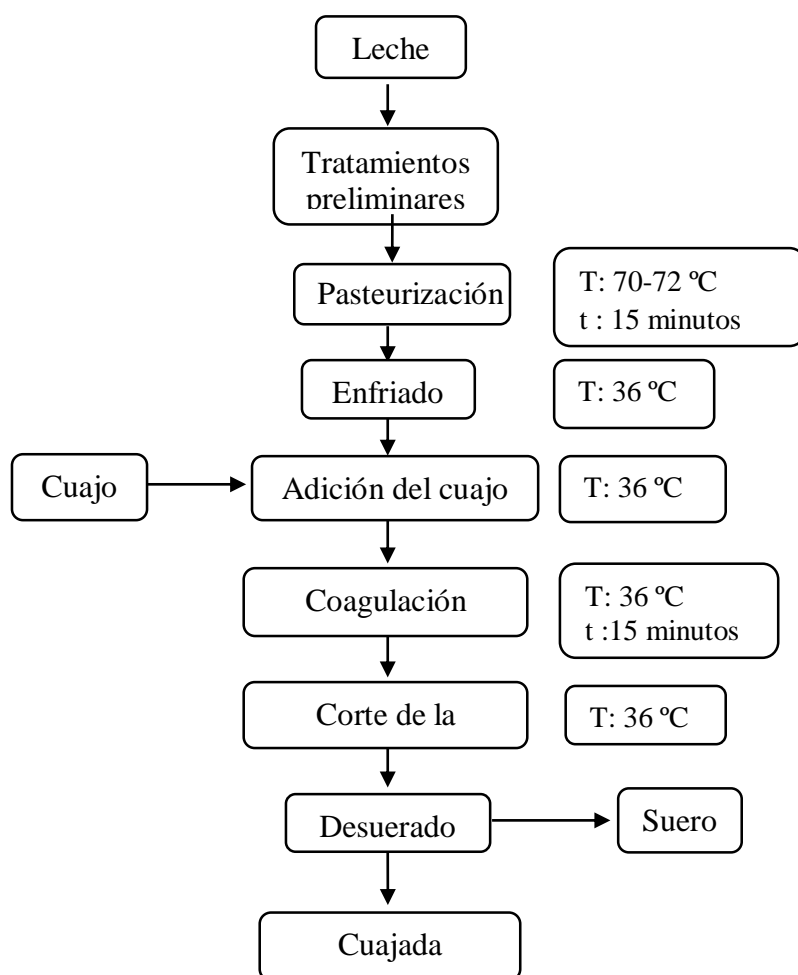 Leche
Tratamientos
preliminares
Pasteurización
T: 70-72 ºC
t : 15 minutos
Enfriado
T: 36 ºC
Cuajo
Adición del cuajo
T: 36 ºC
Coagulación
T: 36 ºC
t :15 minutos
Corte de la
T: 36 ºC
Desuerado
Suero
Cuajada